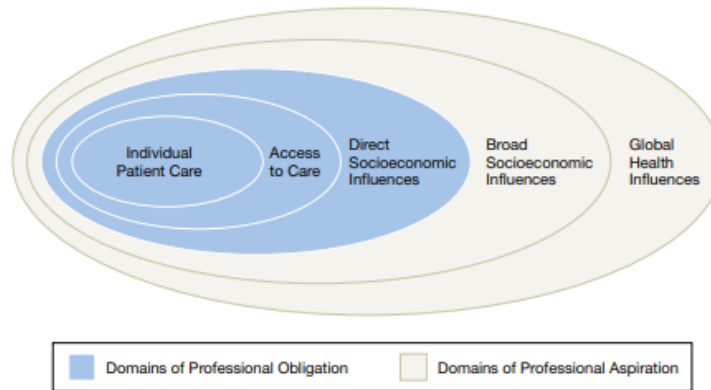 Individual
Patient Care
Access
to Care
Direct
Socioeconomic
Influences
Broad
Socioeconomic
Influences
Global
Health
Influences
Domains of Professional Obligation
Domains of Professional Aspiration